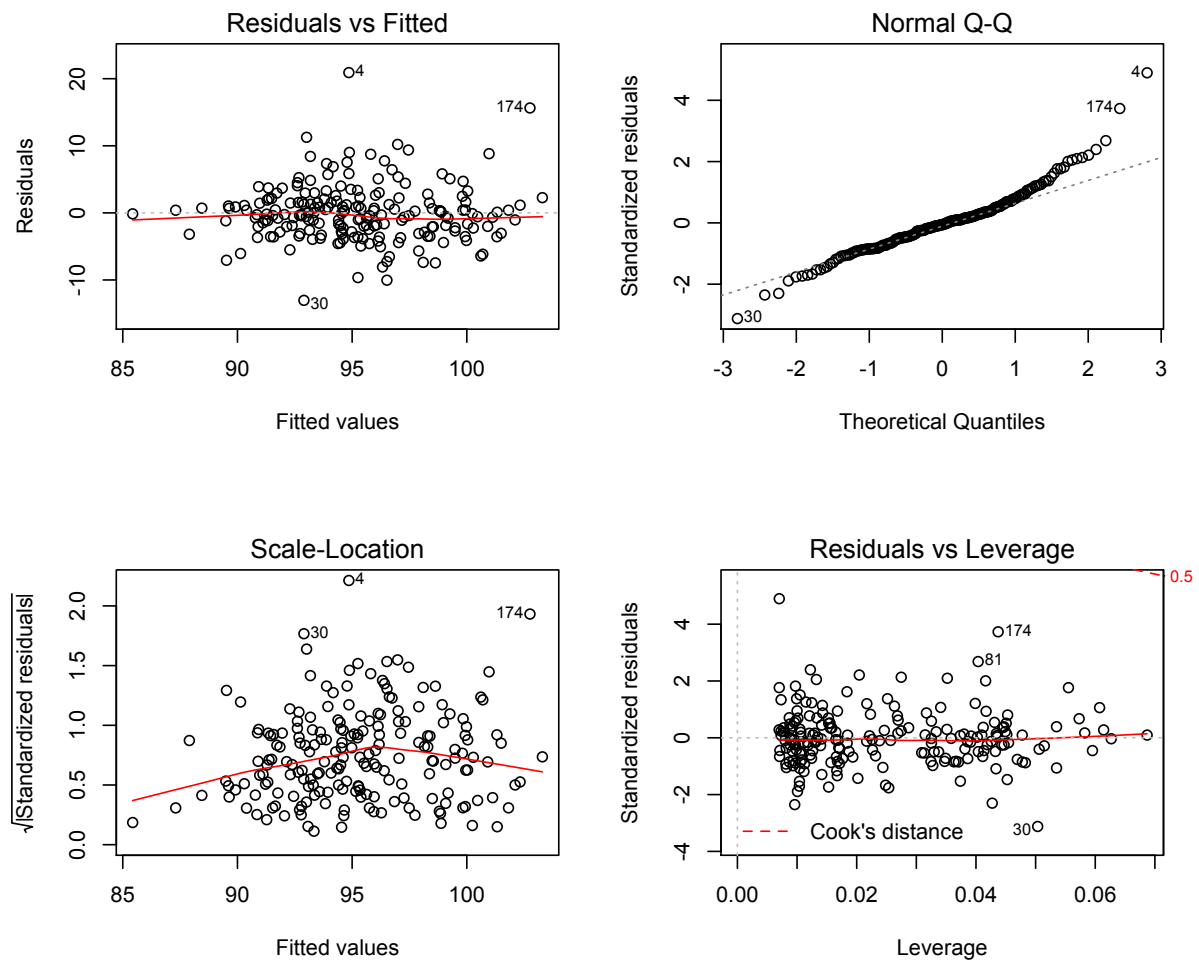 Residuals vs Fitted
Residuals
20
10
0
-10
4
174
30
85 90 95 100
Fitted values
Normal Q-Q
Standardized residuals
4
2
0
-2
4
174
30
-3 -2 -1 0 1 2 3
Theoretical Quantiles
Scale-Location
√|Standardized residuals|
2.0
1.5
1.0
0.5
0.0
4
174
30
85 90 95 100
Fitted values
Residuals vs Leverage
Standardized residuals
4
2
0
-2
-4
0.5
174
81
30
Cook's distance
0.00 0.02 0.04 0.06
Leverage